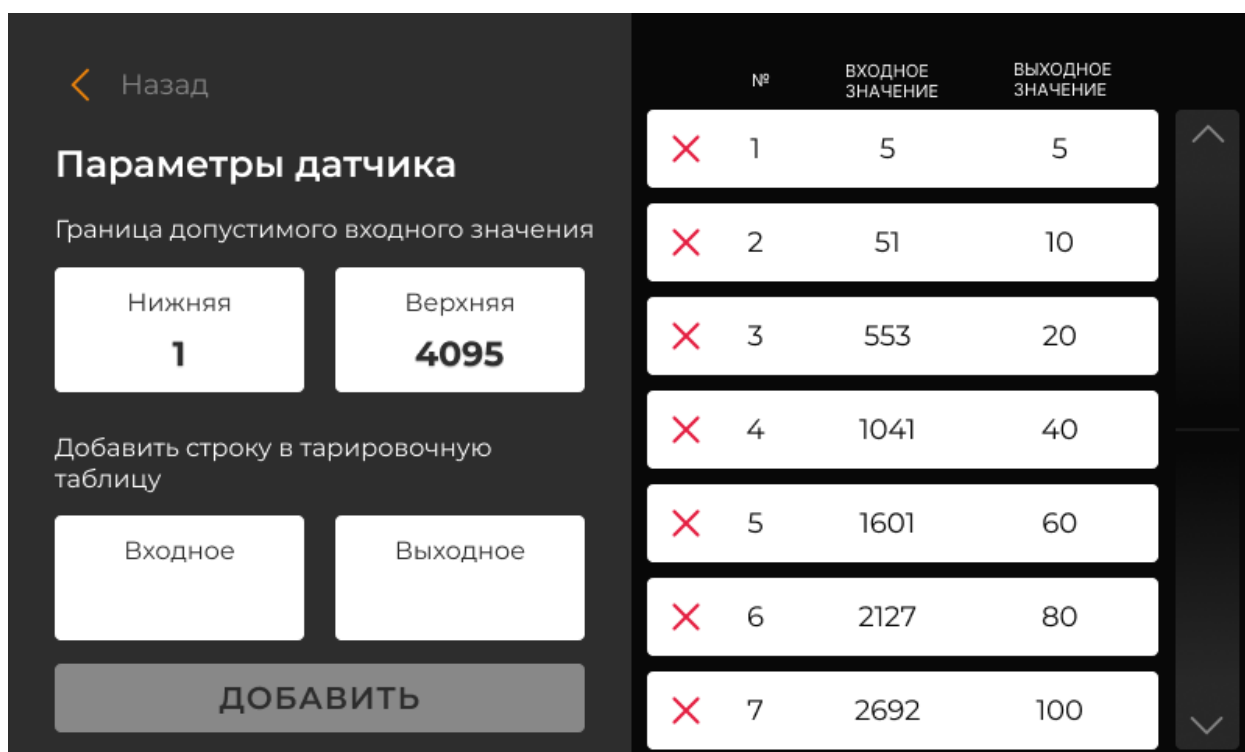 Назад
Параметры датчика
Граница допустимого входного значения
Нижняя
1
Верхняя
4095
Добавить строку в тарировочную
таблицу
Входное
Выходное
ДОБАВИТЬ
№ ВХОДНОЕ ЗНАЧЕНИЕ ВЫХОДНОЕ ЗНАЧЕНИЕ
1 5 5
2 51 10
3 553 20
4 1041 40
5 1601 60
6 2127 80
7 2692 100